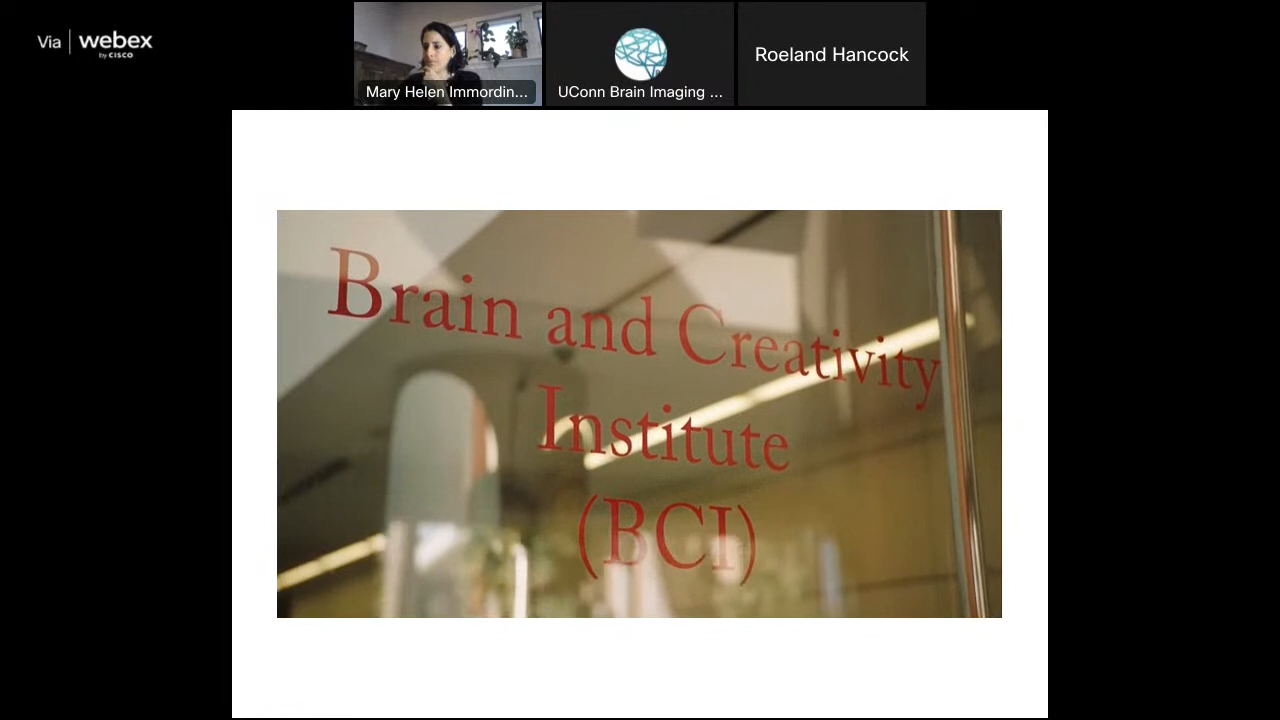 Via webex
by CISCO
Mary Helen Immordin...
UConn Brain Imaging ...
Roeland Hancock
Brain and Creativity
Institute
(BCI)